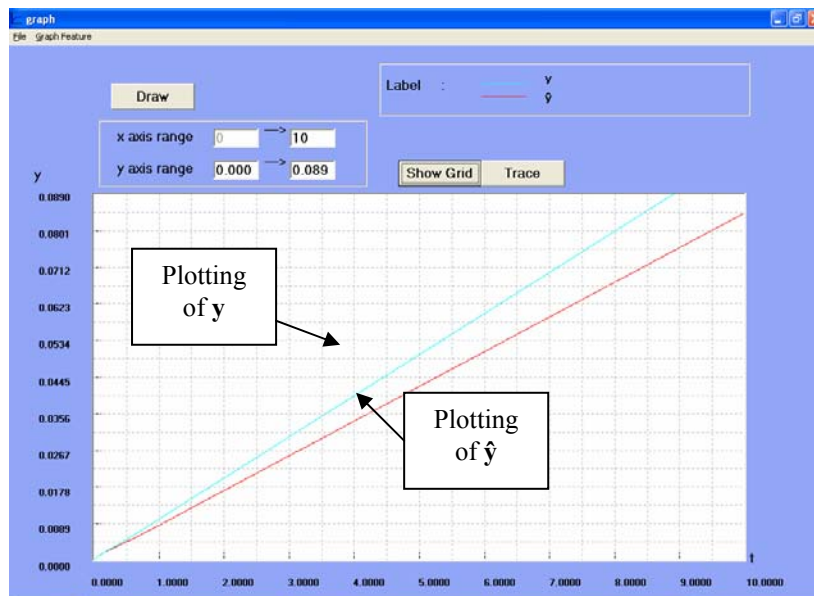 graph
File Graph Feature
Draw
Label :
y
ŷ
x axis range 0 —> 10
y axis range 0.000 —> 0.089
Show Grid Trace
y
0.0890
0.0801
0.0712
0.0623
0.0534
0.0445
0.0356
0.0267
0.0178
0.0089
0.0000
Plotting
of y
Plotting
of ŷ
t
0.0000 1.0000 2.0000 3.0000 4.0000 5.0000 6.0000 7.0000 8.0000 9.0000 10.0000